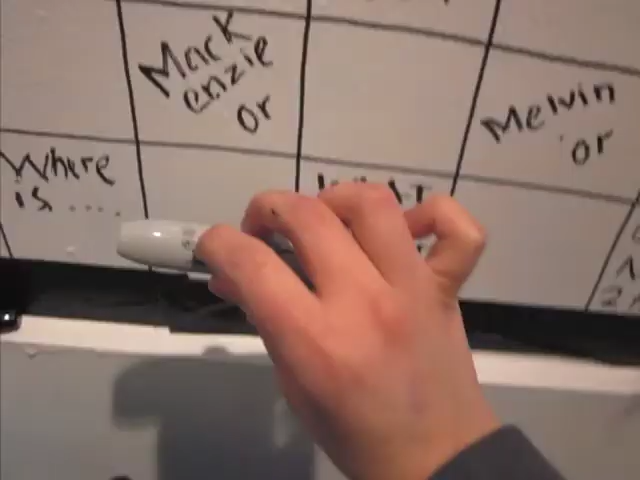 Mack
enzie
or
Melvin
or
Where
is ....